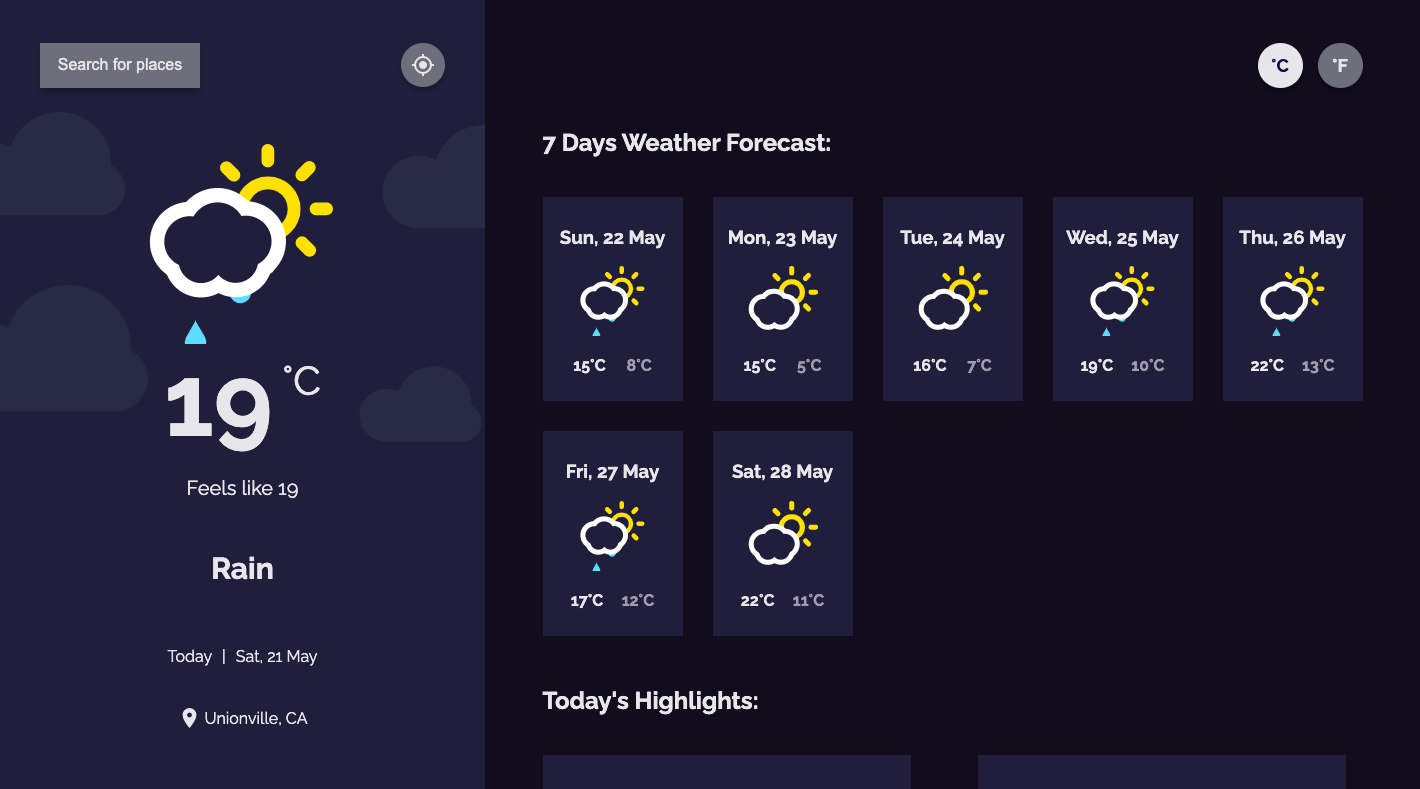 Search for places
19 °C
Feels like 19
Rain
Today | Sat, 21 May
Unionville, CA
°C °F
7 Days Weather Forecast:
Sun, 22 May
15°C 8°C
Mon, 23 May
15°C 5°C
Tue, 24 May
16°C 7°C
Wed, 25 May
19°C 10°C
Thu, 26 May
22°C 13°C
Fri, 27 May
17°C 12°C
Sat, 28 May
22°C 11°C
Today's Highlights: